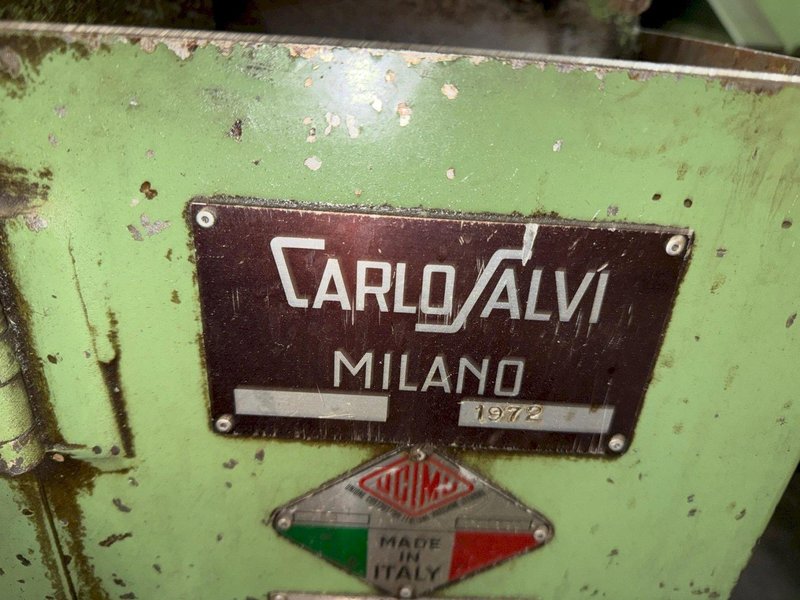 CARLO SALVI
MILANO
1972
UCIMU
MADE
IN
ITALY